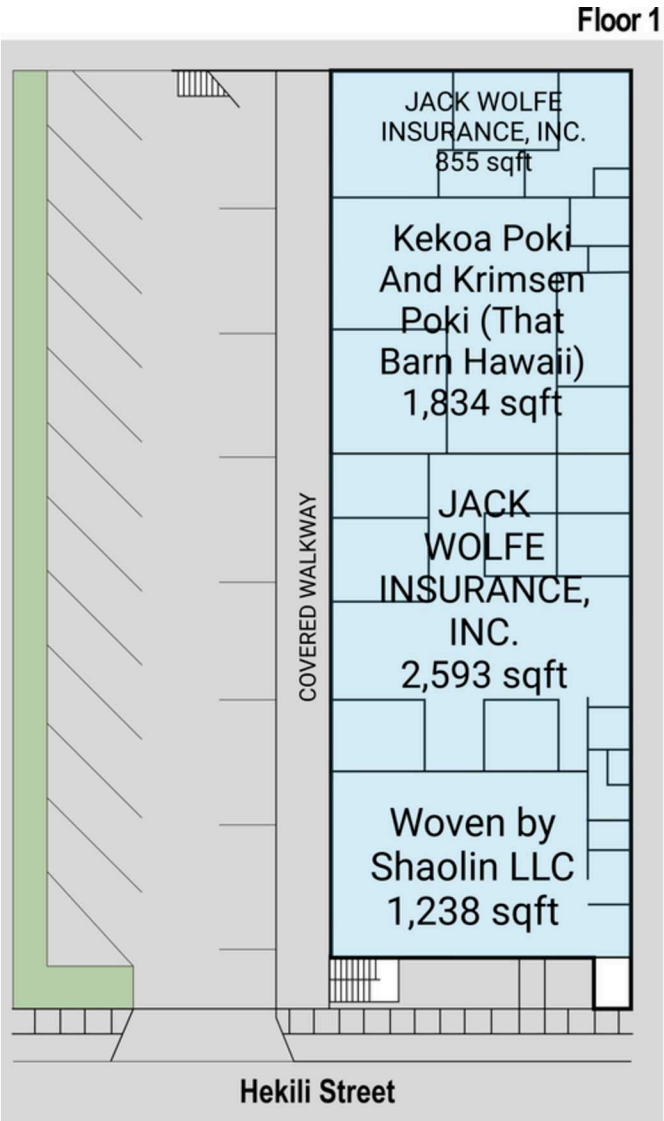 Floor 1
JACK WOLFE
INSURANCE, INC.
855 sqft
Kekoa Poki
And Krimsen
Poki (That
Barn Hawaii)
1,834 sqft
COVERED WALKWAY
JACK
WOLFE
INSURANCE,
INC.
2,593 sqft
Woven by
Shaolin LLC
1,238 sqft
Hekili Street